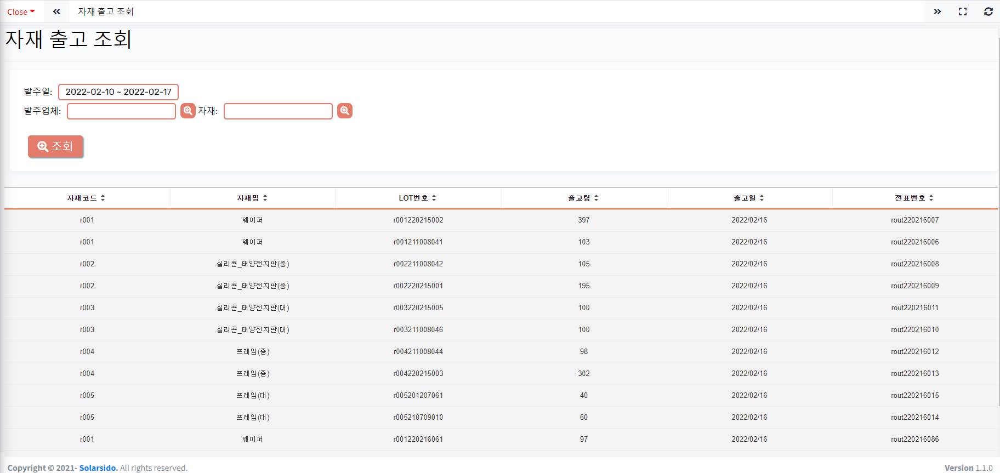 Close 자재 출고 조회
자재 출고 조회
발주일: 2022-02-10 ~ 2022-02-17
발주업체: 자재:
조회
자재코드 자재명 LOT번호 출고량 출고일 전표번호
r001 웨이퍼 r001220215002 397 2022/02/16 rout220216007
r001 웨이퍼 r001211008041 103 2022/02/16 rout220216006
r002 실리콘_태양전지판(중) r002211008042 105 2022/02/16 rout220216008
r002 실리콘_태양전지판(중) r002220215001 195 2022/02/16 rout220216009
r003 실리콘_태양전지판(대) r003220215005 100 2022/02/16 rout220216011
r003 실리콘_태양전지판(대) r003211008046 100 2022/02/16 rout220216010
r004 프레임(중) r004211008044 98 2022/02/16 rout220216012
r004 프레임(중) r004220215003 302 2022/02/16 rout220216013
r005 프레임(대) r005201207061 40 2022/02/16 rout220216015
r005 프레임(대) r005210709010 60 2022/02/16 rout220216014
r001 웨이퍼 r001220216061 97 2022/02/16 rout220216086
Copyright © 2021- Solarsido. All rights reserved. Version 1.1.0